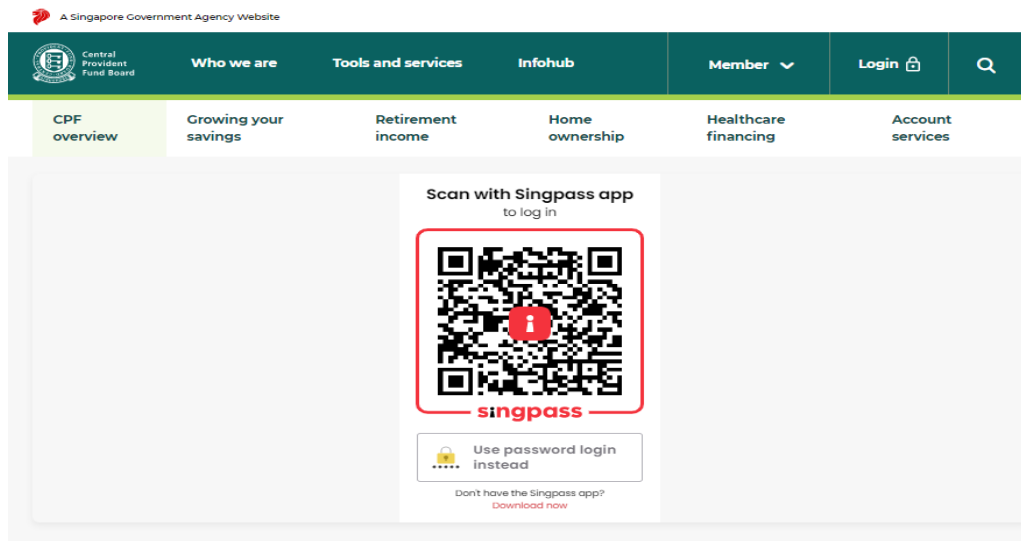 A Singapore Government Agency Website
Central
Provident
Fund Board
Who we are
Tools and services
Infohub
Member
Login
CPF
overview
Growing your
savings
Retirement
income
Home
ownership
Healthcare
financing
Account
services
Scan with Singpass app
to log in
singpass
Use password login
instead
Don't have the Singpass app?
Download now